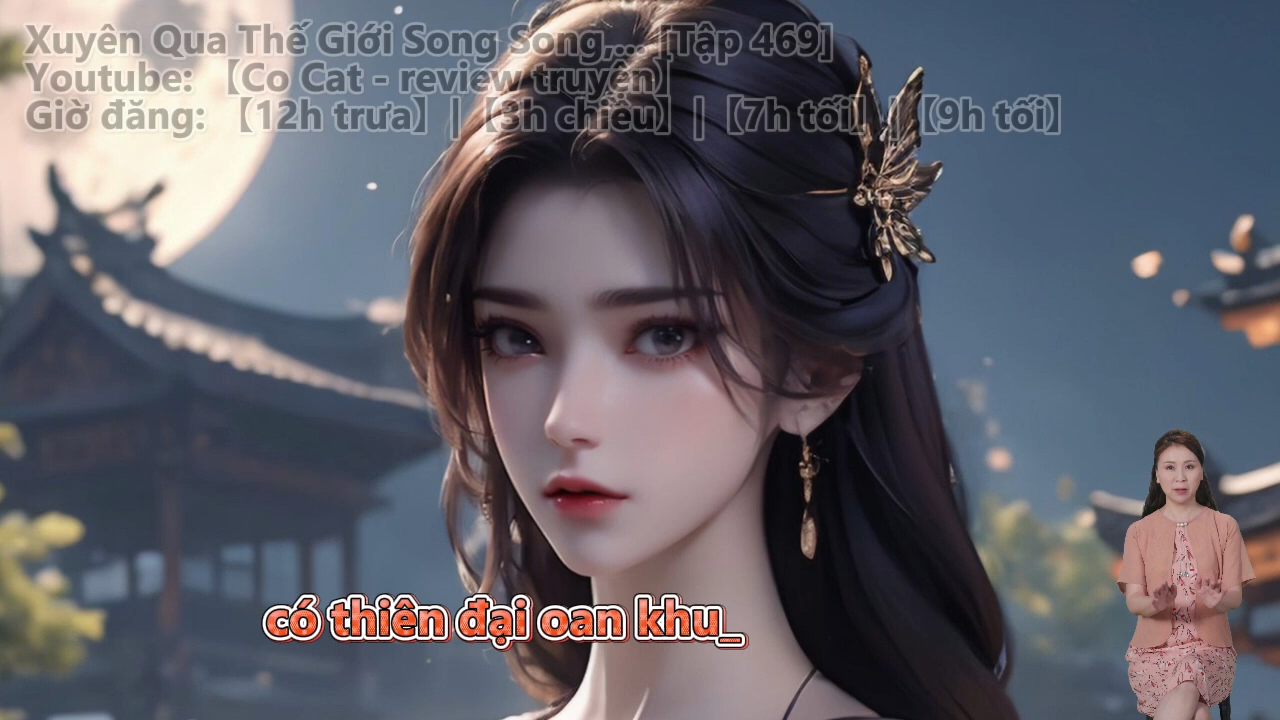 Xuyên Qua Thế Giới Song Song,... [Tập 469]
Youtube: 【Co Cat - review truyện】
Giờ đăng: 【12h trưa】 | 【3h chiều】 | 【7h tối】 | 【9h tối】
có thiên đại oan khu_